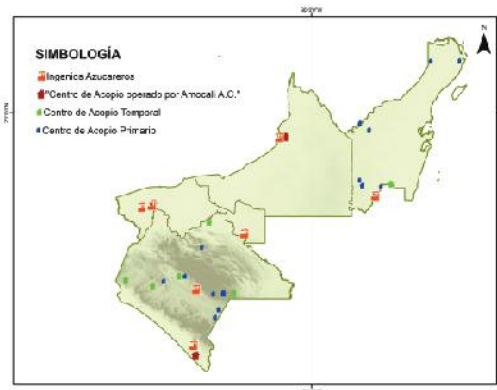 N
SIMBOLOGÍA
Ingenios Azucareros
"Centro de Acopio operado por Amocali A.C."
Centro de Acopio Temporal
Centro de Acopio Primario